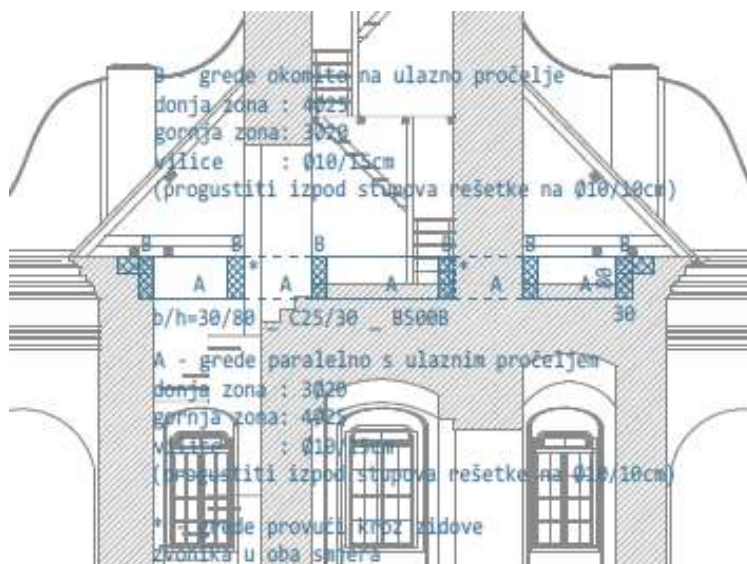 B - grede okomito na ulazno pročelje
donja zona : 4Ø25
gornja zona: 3Ø20
vilice : Ø10/15cm
(progustiti izpod stupova rešetke na Ø10/10cm)
B B B B B B
* *
A A A A A
80
b/h=30/80 _ C25/30 _ B500B
30
A - grede paralelno s ulaznim pročeljem
donja zona : 3Ø20
gornja zona: 4Ø25
vilice : Ø10/15cm
(progustiti izpod stupova rešetke na Ø10/10cm)
* - grede provući kroz zidove
zvonika u oba smjera